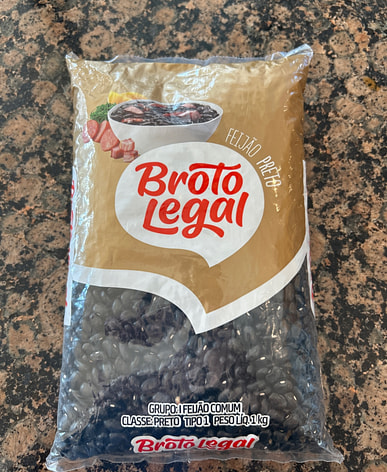 FEIJÃO PRETO
Broto
Legal
GRUPO: I FEIJÃO COMUM
CLASSE: PRETO TIPO 1 PESO LÍQ. 1 kg
Broto Legal